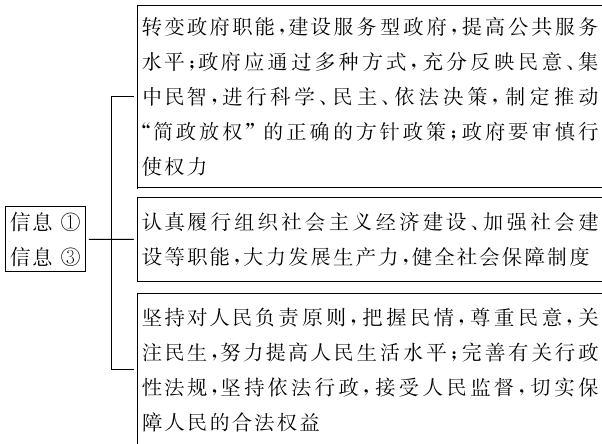 转变政府职能,建设服务型政府,提高公共服务
水平;政府应通过多种方式,充分反映民意、集
中民智,进行科学、民主、依法决策,制定推动
“简政放权”的正确的方针政策;政府要审慎行
使权力
信息 ①
信息 ③
认真履行组织社会主义经济建设、加强社会建
设等职能,大力发展生产力,健全社会保障制度
坚持对人民负责原则,把握民情,尊重民意,关
注民生,努力提高人民生活水平;完善有关行政
性法规,坚持依法行政,接受人民监督,切实保
障人民的合法权益